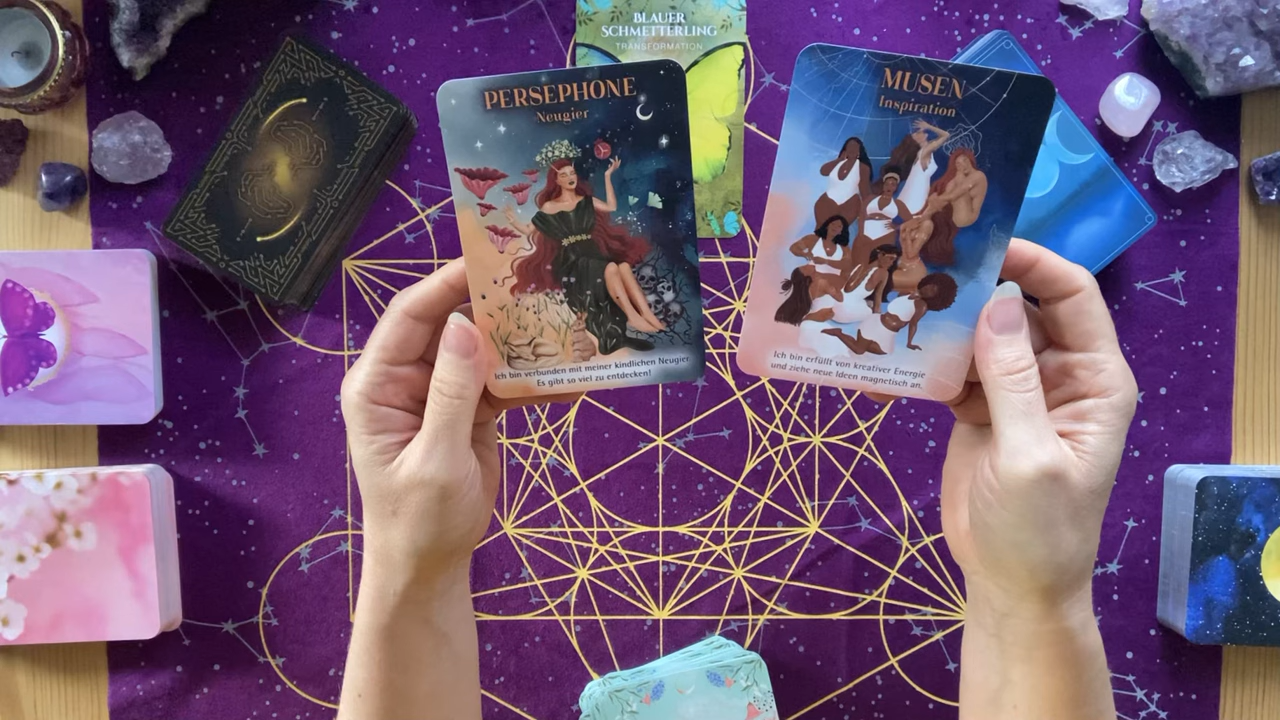 BLAUER
SCHMETTERLING
TRANSFORMATION
PERSEPHONE
Neugier
Ich bin verbunden mit meiner kindlichen Neugier
Es gibt so viel zu entdecken!
MUSEN
Inspiration
Ich bin erfüllt von kreativer Energie
und ziehe neue Ideen magnetisch an.